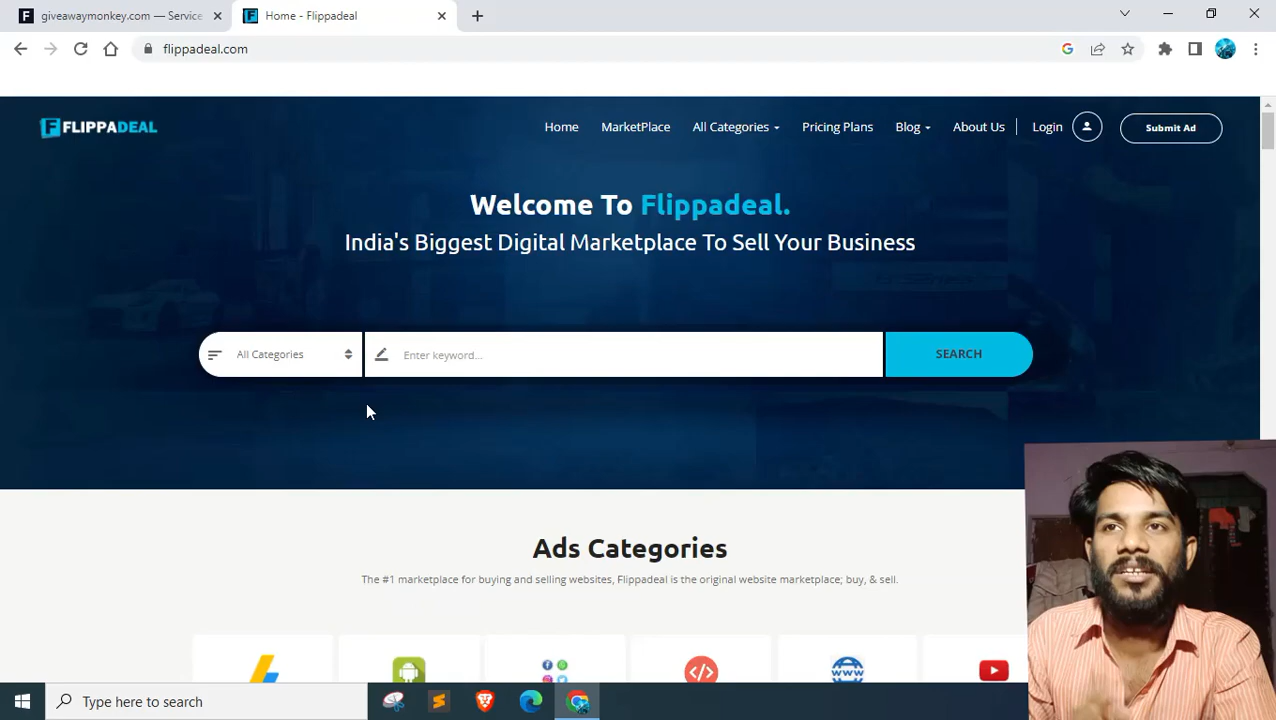 giveawaymonkey.com — Service
Home - Flippadeal
flippadeal.com
FLIPPADEAL
Home
MarketPlace
All Categories
Pricing Plans
Blog
About Us
Login
Submit Ad
Welcome To Flippadeal.
India's Biggest Digital Marketplace To Sell Your Business
All Categories
Enter keyword...
SEARCH
Ads Categories
The #1 marketplace for buying and selling websites, Flippadeal is the original website marketplace; buy, & sell.
WWW
Type here to search